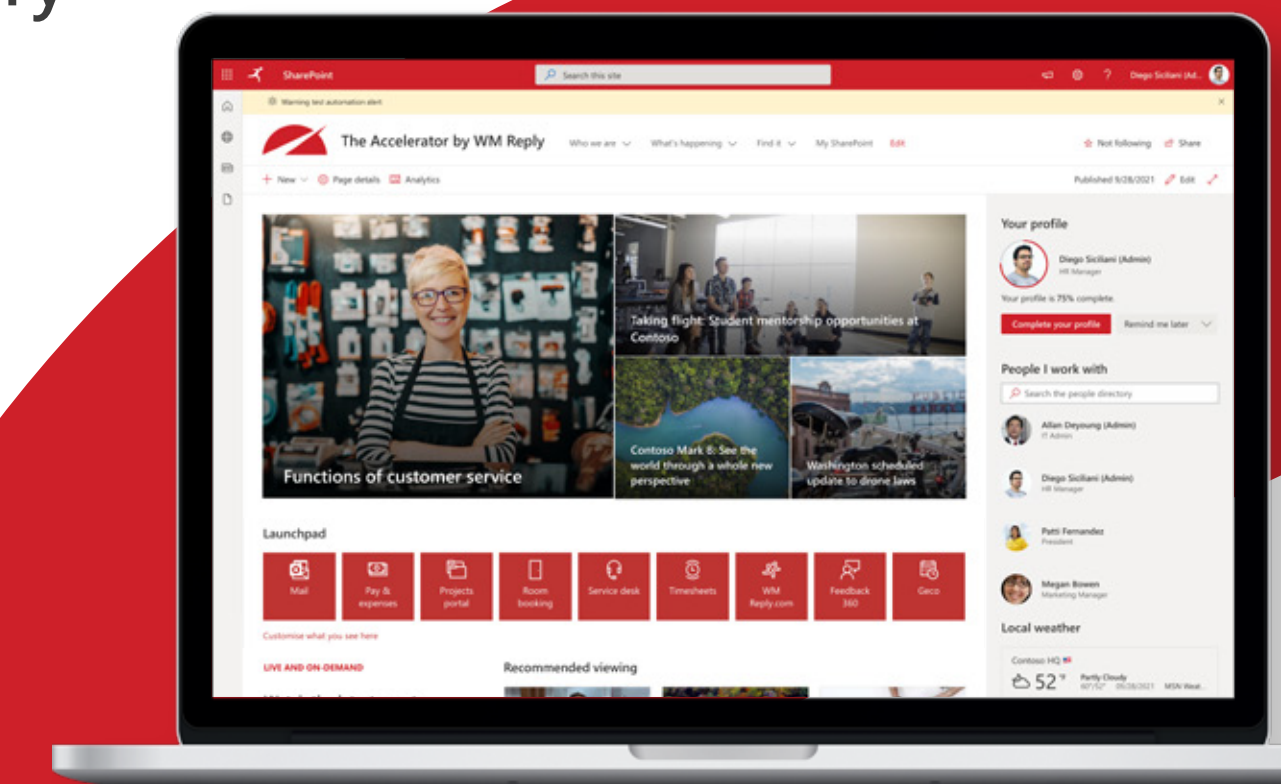 SharePoint
Search this site
Diego Siciliani (Ad...
Warning test automation alert
The Accelerator by WM Reply
Who we are
What's happening
Find it
My SharePoint
Edit
Not following
Share
New
Page details
Analytics
Published 9/28/2021
Edit
Functions of customer service
Taking flight: Student mentorship opportunities at
Contoso
Contoso Mark 8: See the
world through a whole new
perspective
Washington scheduled
update to drone laws
Your profile
Diego Siciliani (Admin)
HR Manager
Your profile is 75% complete.
Complete your profile
Remind me later
People I work with
Search the people directory
Allan Deyoung (Admin)
IT Admin
Diego Siciliani (Admin)
HR Manager
Patti Fernandez
President
Megan Bowen
Marketing Manager
Local weather
Contoso HQ
52°F
Partly Cloudy
MSN Weat...
Launchpad
Mail
Pay &
expenses
Projects
portal
Room
booking
Service desk
Timesheets
WM
Reply.com
Feedback
360
Geco
Customise what you see here
LIVE AND ON-DEMAND
Recommended viewing